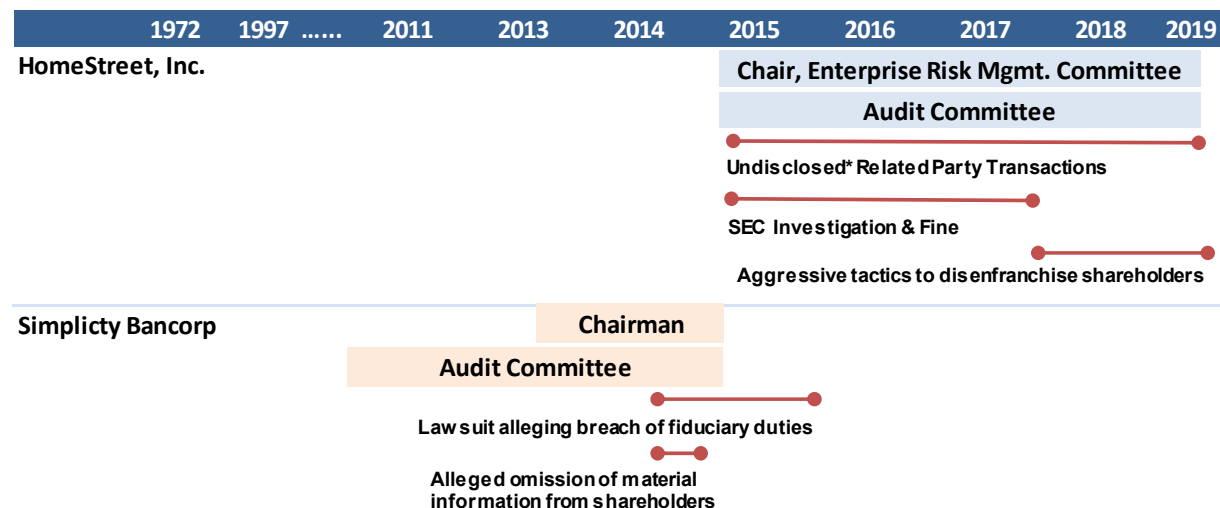 1972 1997 ...... 2011 2013 2014 2015 2016 2017 2018 2019
HomeStreet, Inc.
Chair, Enterprise Risk Mgmt. Committee
Audit Committee
Undisclosed* Related Party Transactions
SEC Investigation & Fine
Aggressive tactics to disenfranchise shareholders
Simplicty Bancorp
Chairman
Audit Committee
Lawsuit alleging breach of fiduciary duties
Alleged omission of material
information from shareholders